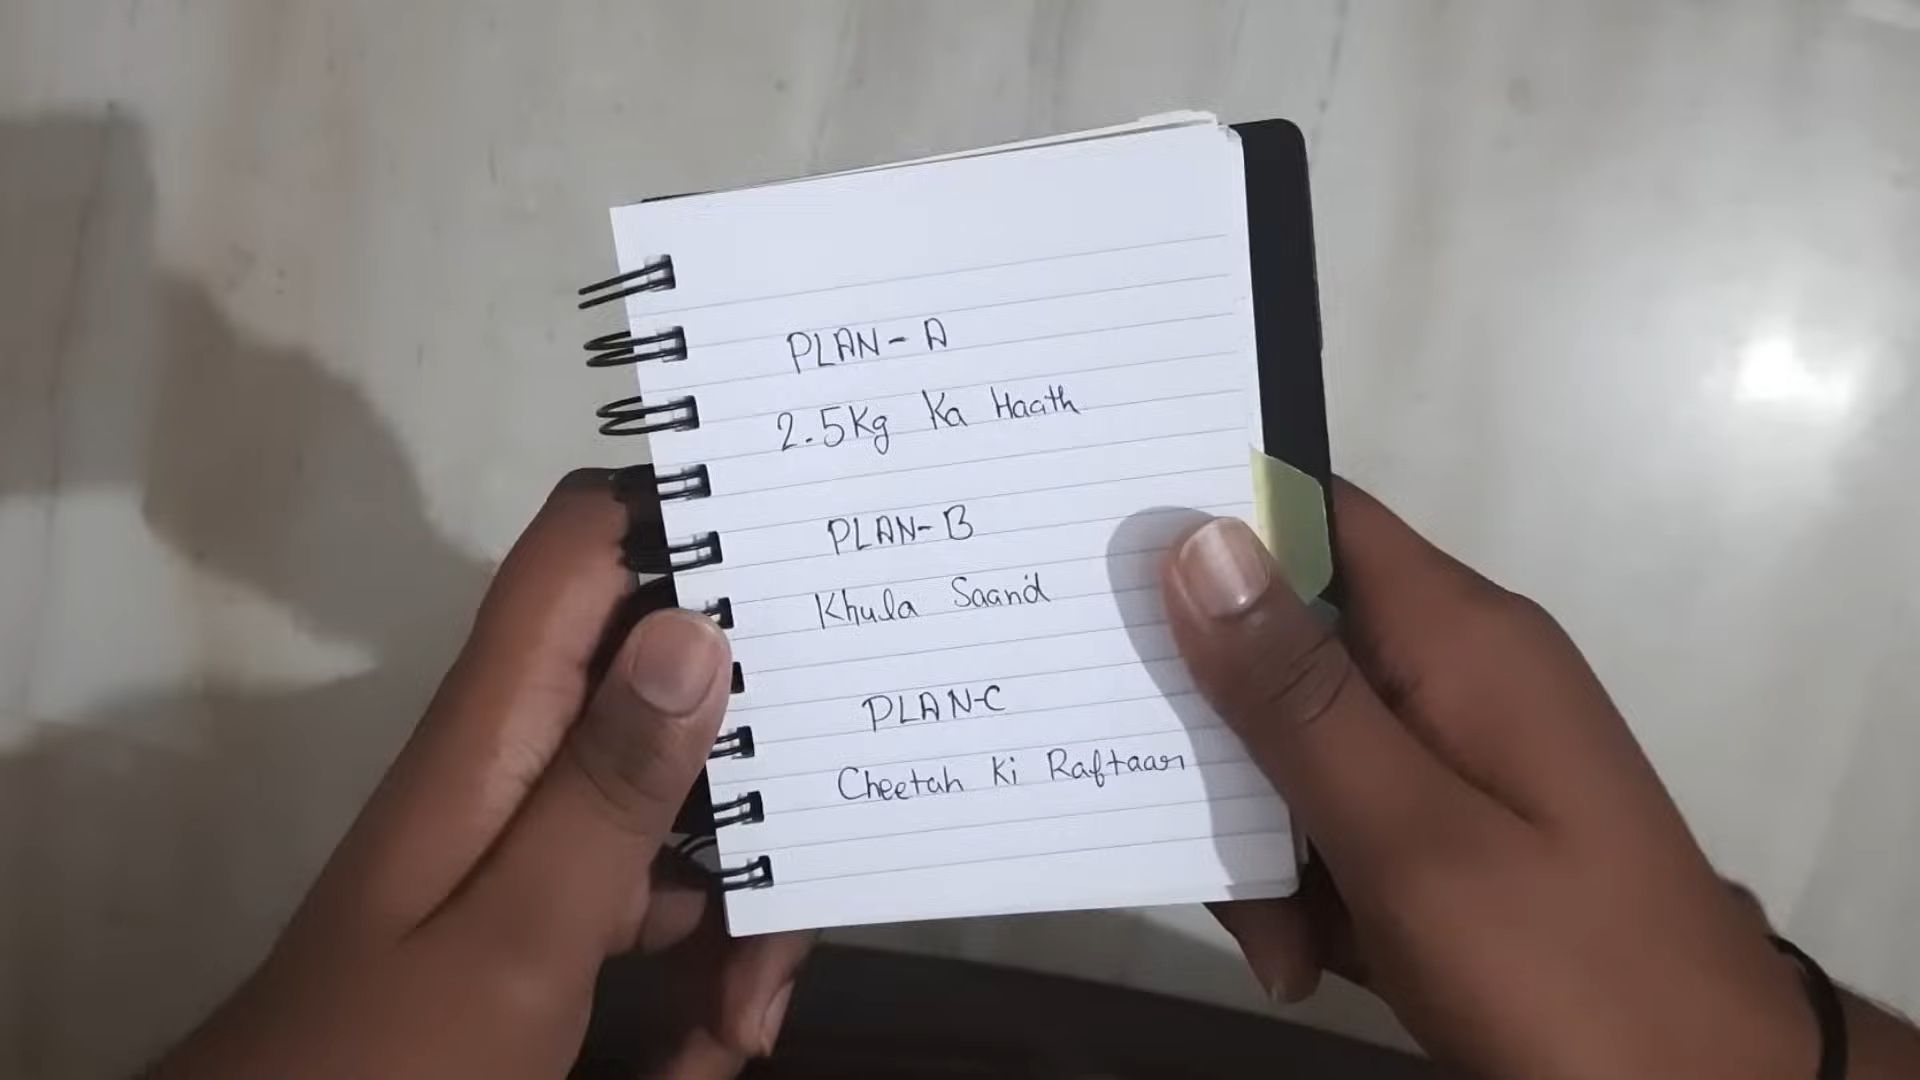 PLAN-A
2.5Kg Ka Haath
PLAN-B
Khula Saand
PLAN-C
Cheetah Ki Raftaar